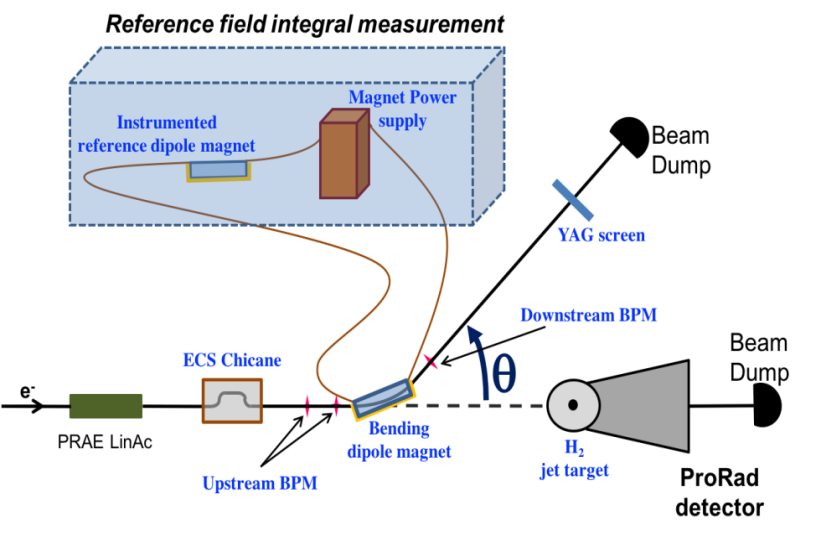 Reference field integral measurement
Magnet Power
supply
Instrumented
reference dipole magnet
Beam
Dump
YAG screen
Downstream BPM
θ
ECS Chicane
e-
PRAE LinAc
Upstream BPM
Bending
dipole magnet
H2
jet target
Beam
Dump
ProRad
detector